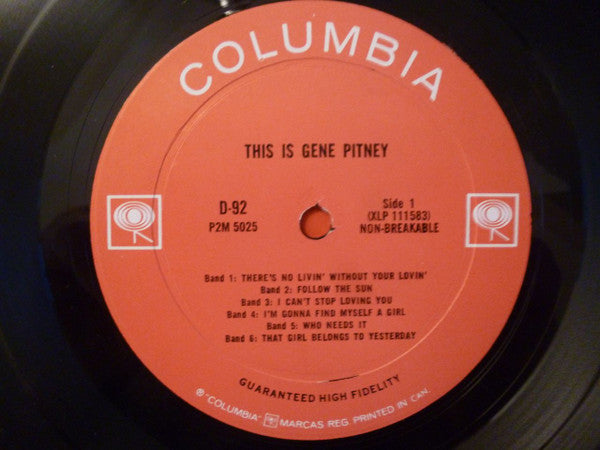 COLUMBIA
THIS IS GENE PITNEY
D-92
P2M 5025
Side 1
(XLP 111583)
NON-BREAKABLE
Band 1: THERE'S NO LIVIN' WITHOUT YOUR LOVIN'
Band 2: FOLLOW THE SUN
Band 3: I CAN'T STOP LOVING YOU
Band 4: I'M GONNA FIND MYSELF A GIRL
Band 5: WHO NEEDS IT
Band 6: THAT GIRL BELONGS TO YESTERDAY
GUARANTEED HIGH FIDELITY
® "COLUMBIA" MARCAS REG. PRINTED IN CAN.